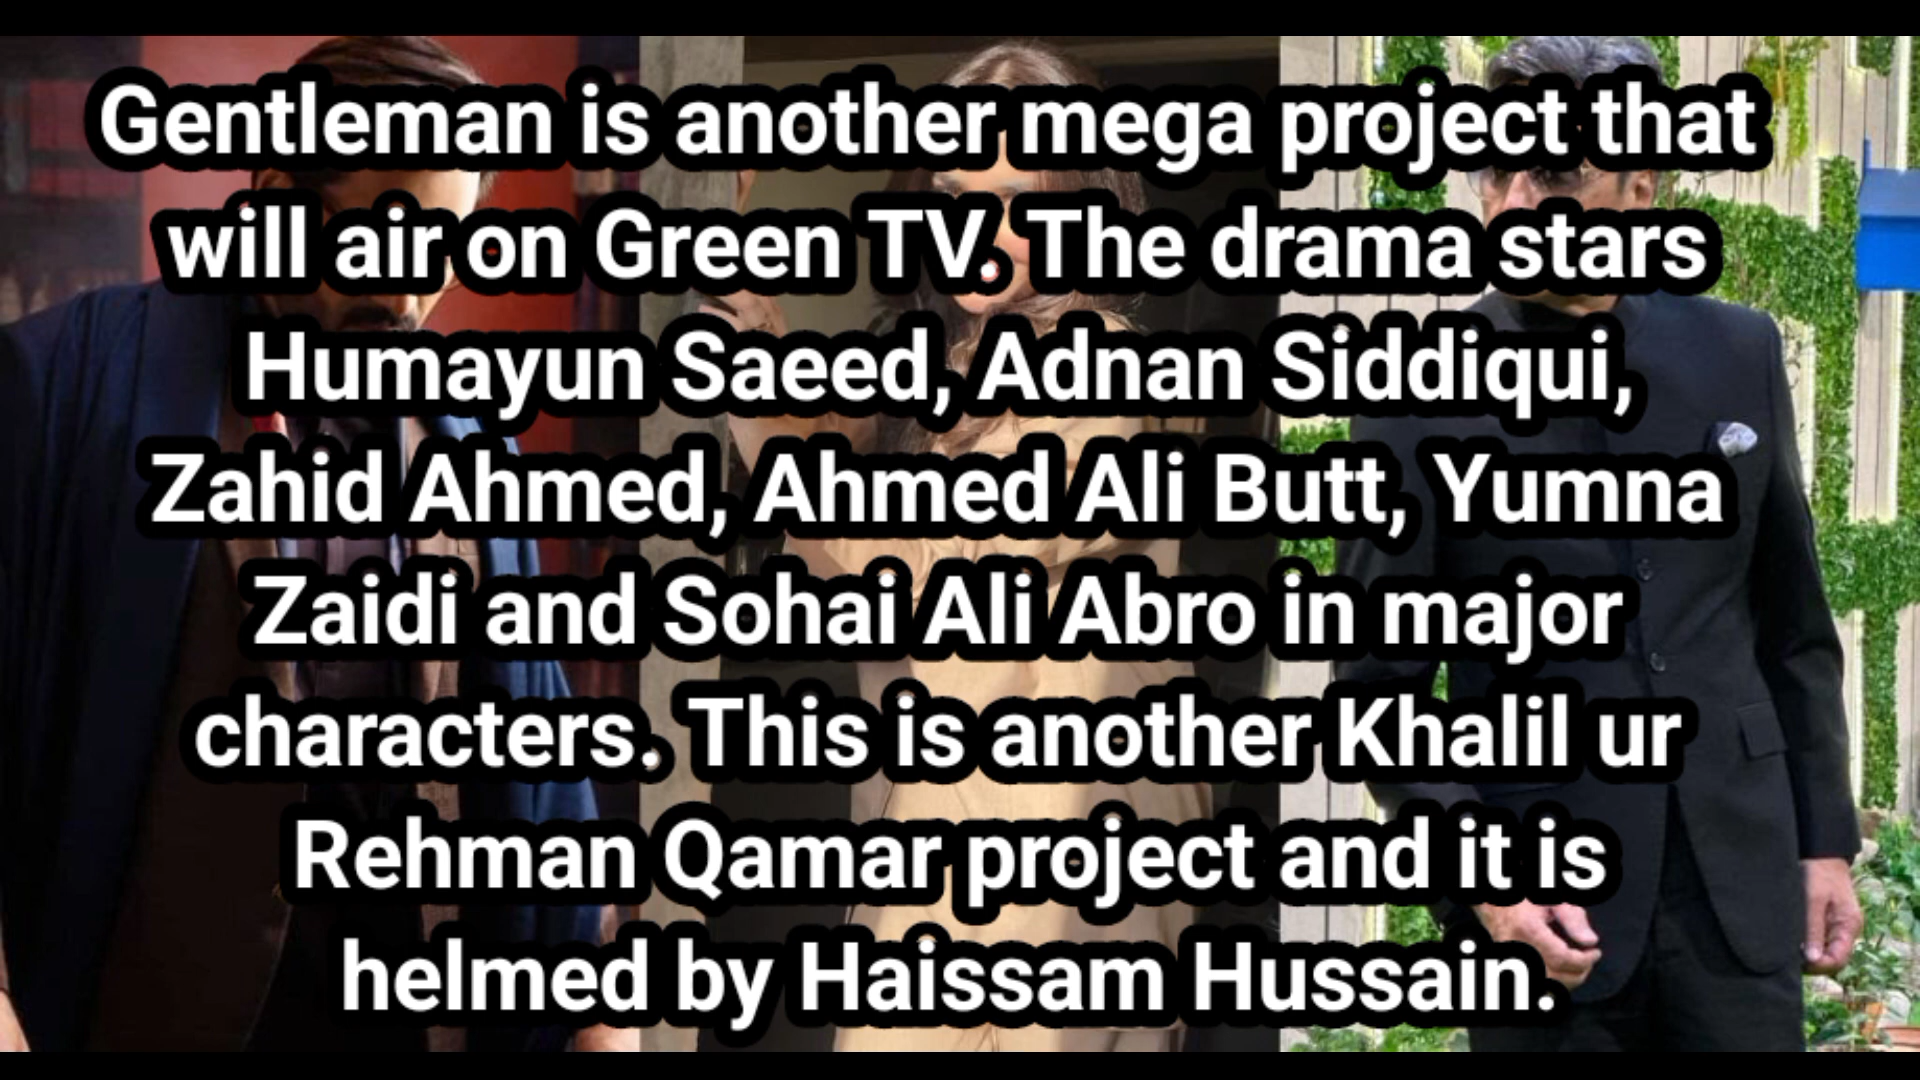 Gentleman is another mega project that
will air on Green TV. The drama stars
Humayun Saeed, Adnan Siddiqui,
Zahid Ahmed, Ahmed Ali Butt, Yumna
Zaidi and Sohai Ali Abro in major
characters. This is another Khalil ur
Rehman Qamar project and it is
helmed by Haissam Hussain.